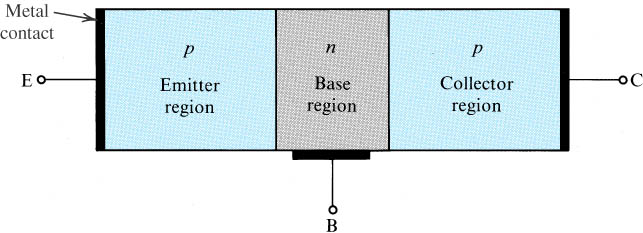 Metal
contact
p
n
p
E
Emitter
region
Base
region
Collector
region
C
B